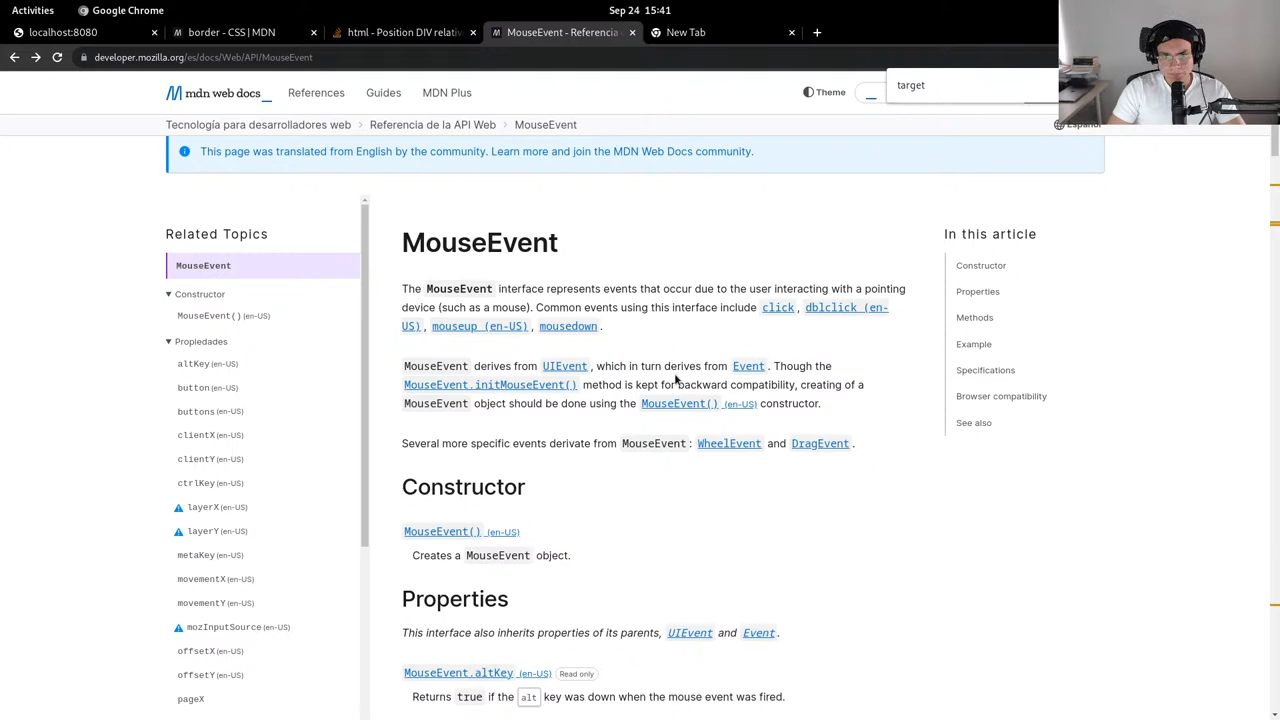 Activities
Google Chrome
Sep 24 15:41
localhost:8080
border - CSS | MDN
html - Position DIV relativ
MouseEvent - Referencia
New Tab
developer.mozilla.org/es/docs/Web/API/MouseEvent
mdn web docs
References
Guides
MDN Plus
Theme
target
Tecnología para desarrolladores web
Referencia de la API Web
MouseEvent
Español
This page was translated from English by the community. Learn more and join the MDN Web Docs community.
Related Topics
MouseEvent
Constructor
MouseEvent() (en-US)
Propiedades
altKey (en-US)
button (en-US)
buttons (en-US)
clientX (en-US)
clientY (en-US)
ctrlKey (en-US)
layerX (en-US)
layerY (en-US)
metaKey (en-US)
movementX (en-US)
movementY (en-US)
mozInputSource (en-US)
offsetX (en-US)
offsetY (en-US)
pageX
MouseEvent
The MouseEvent interface represents events that occur due to the user interacting with a pointing
device (such as a mouse). Common events using this interface include click, dblclick (en-
US), mouseup (en-US), mousedown.
MouseEvent derives from UIEvent, which in turn derives from Event. Though the
MouseEvent.initMouseEvent() method is kept for backward compatibility, creating of a
MouseEvent object should be done using the MouseEvent() (en-US) constructor.
Several more specific events derivate from MouseEvent: WheelEvent and DragEvent.
Constructor
MouseEvent() (en-US)
Creates a MouseEvent object.
Properties
This interface also inherits properties of its parents, UIEvent and Event.
MouseEvent.altKey (en-US) Read only
Returns true if the alt key was down when the mouse event was fired.
In this article
Constructor
Properties
Methods
Example
Specifications
Browser compatibility
See also